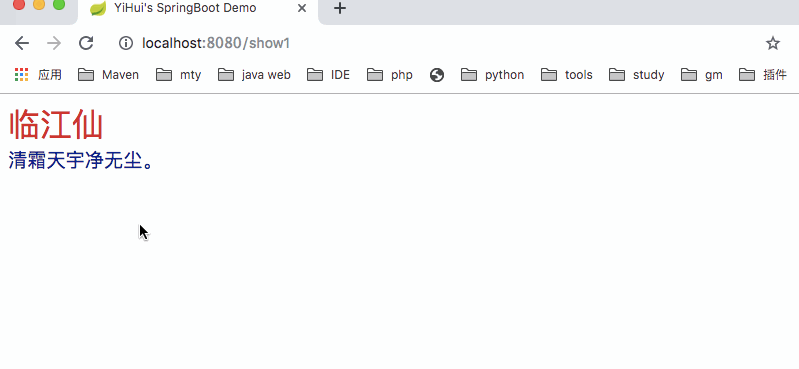 YiHui's SpringBoot Demo
localhost:8080/show1
应用 Maven mty java web IDE php python tools study gm 插件
临江仙
清霜天宇净无尘。